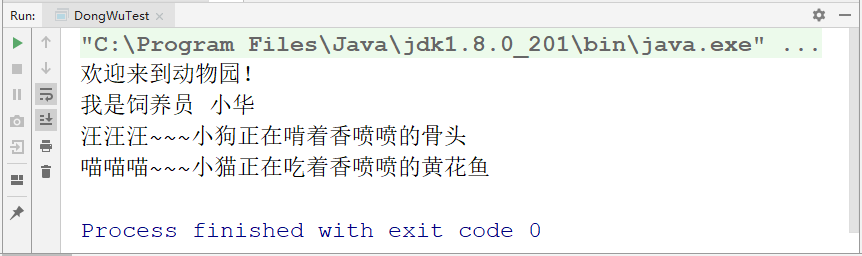 Run: DongWuTest ×
"C:\Program Files\Java\jdk1.8.0_201\bin\java.exe" ...
欢迎来到动物园!
我是饲养员 小华
汪汪汪~~~小狗正在啃着香喷喷的骨头
喵喵喵~~~小猫正在吃着香喷喷的黄花鱼
Process finished with exit code 0